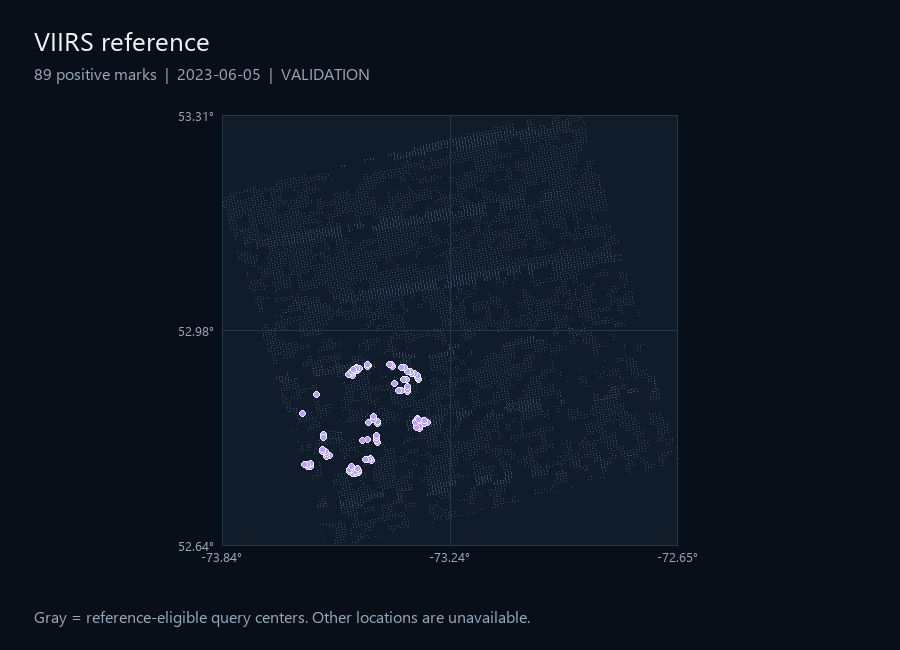 VIIRS reference
89 positive marks | 2023-06-05 | VALIDATION
53.31°
52.98°
52.64°
-73.84°
-73.24°
-72.65°
Gray = reference-eligible query centers. Other locations are unavailable.